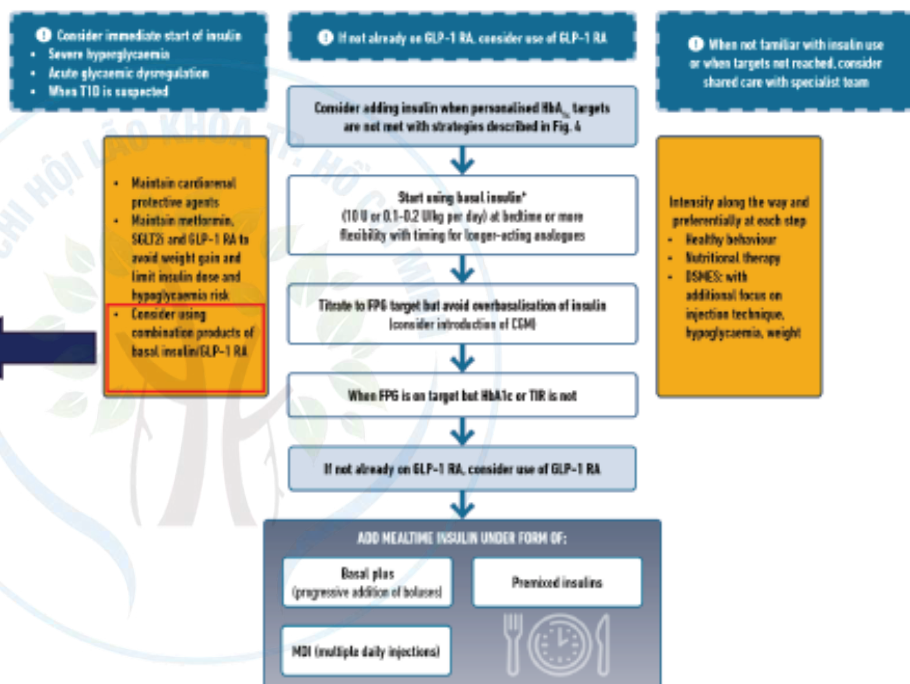 ! Consider immediate start of insulin
• Severe hyperglycaemia
• Acute glycaemic dysregulation
• When T1D is suspected
! If not already on GLP-1 RA, consider use of GLP-1 RA
! When not familiar with insulin use
or when targets not reached, consider
shared care with specialist team
Consider adding insulin when personalised HbA1c targets
are not met with strategies described in Fig. 4
• Maintain cardiorenal
protective agents
• Maintain metformin,
SGLT2i and GLP-1 RA to
avoid weight gain and
limit insulin dose and
hypoglycaemia risk
• Consider using
combination products of
basal insulin/GLP-1 RA
Start using basal insulin*
(10 U or 0.1-0.2 U/kg per day) at bedtime or more
flexibility with timing for longer-acting analogues
Titrate to FPG target but avoid overbasalisation of insulin
(consider introduction of CGM)
When FPG is on target but HbA1c or TIR is not
If not already on GLP-1 RA, consider use of GLP-1 RA
Intensify along the way and
preferentially at each step
• Healthy behaviour
• Nutritional therapy
• DSMES: with
additional focus on
injection technique,
hypoglycaemia, weight
ADD MEALTIME INSULIN UNDER FORM OF:
Basal plus
(progressive addition of boluses)
Premixed insulins
MDI (multiple daily injections)
CHI HỘI LÃO KHOA TP. HỒ CHÍ MINH